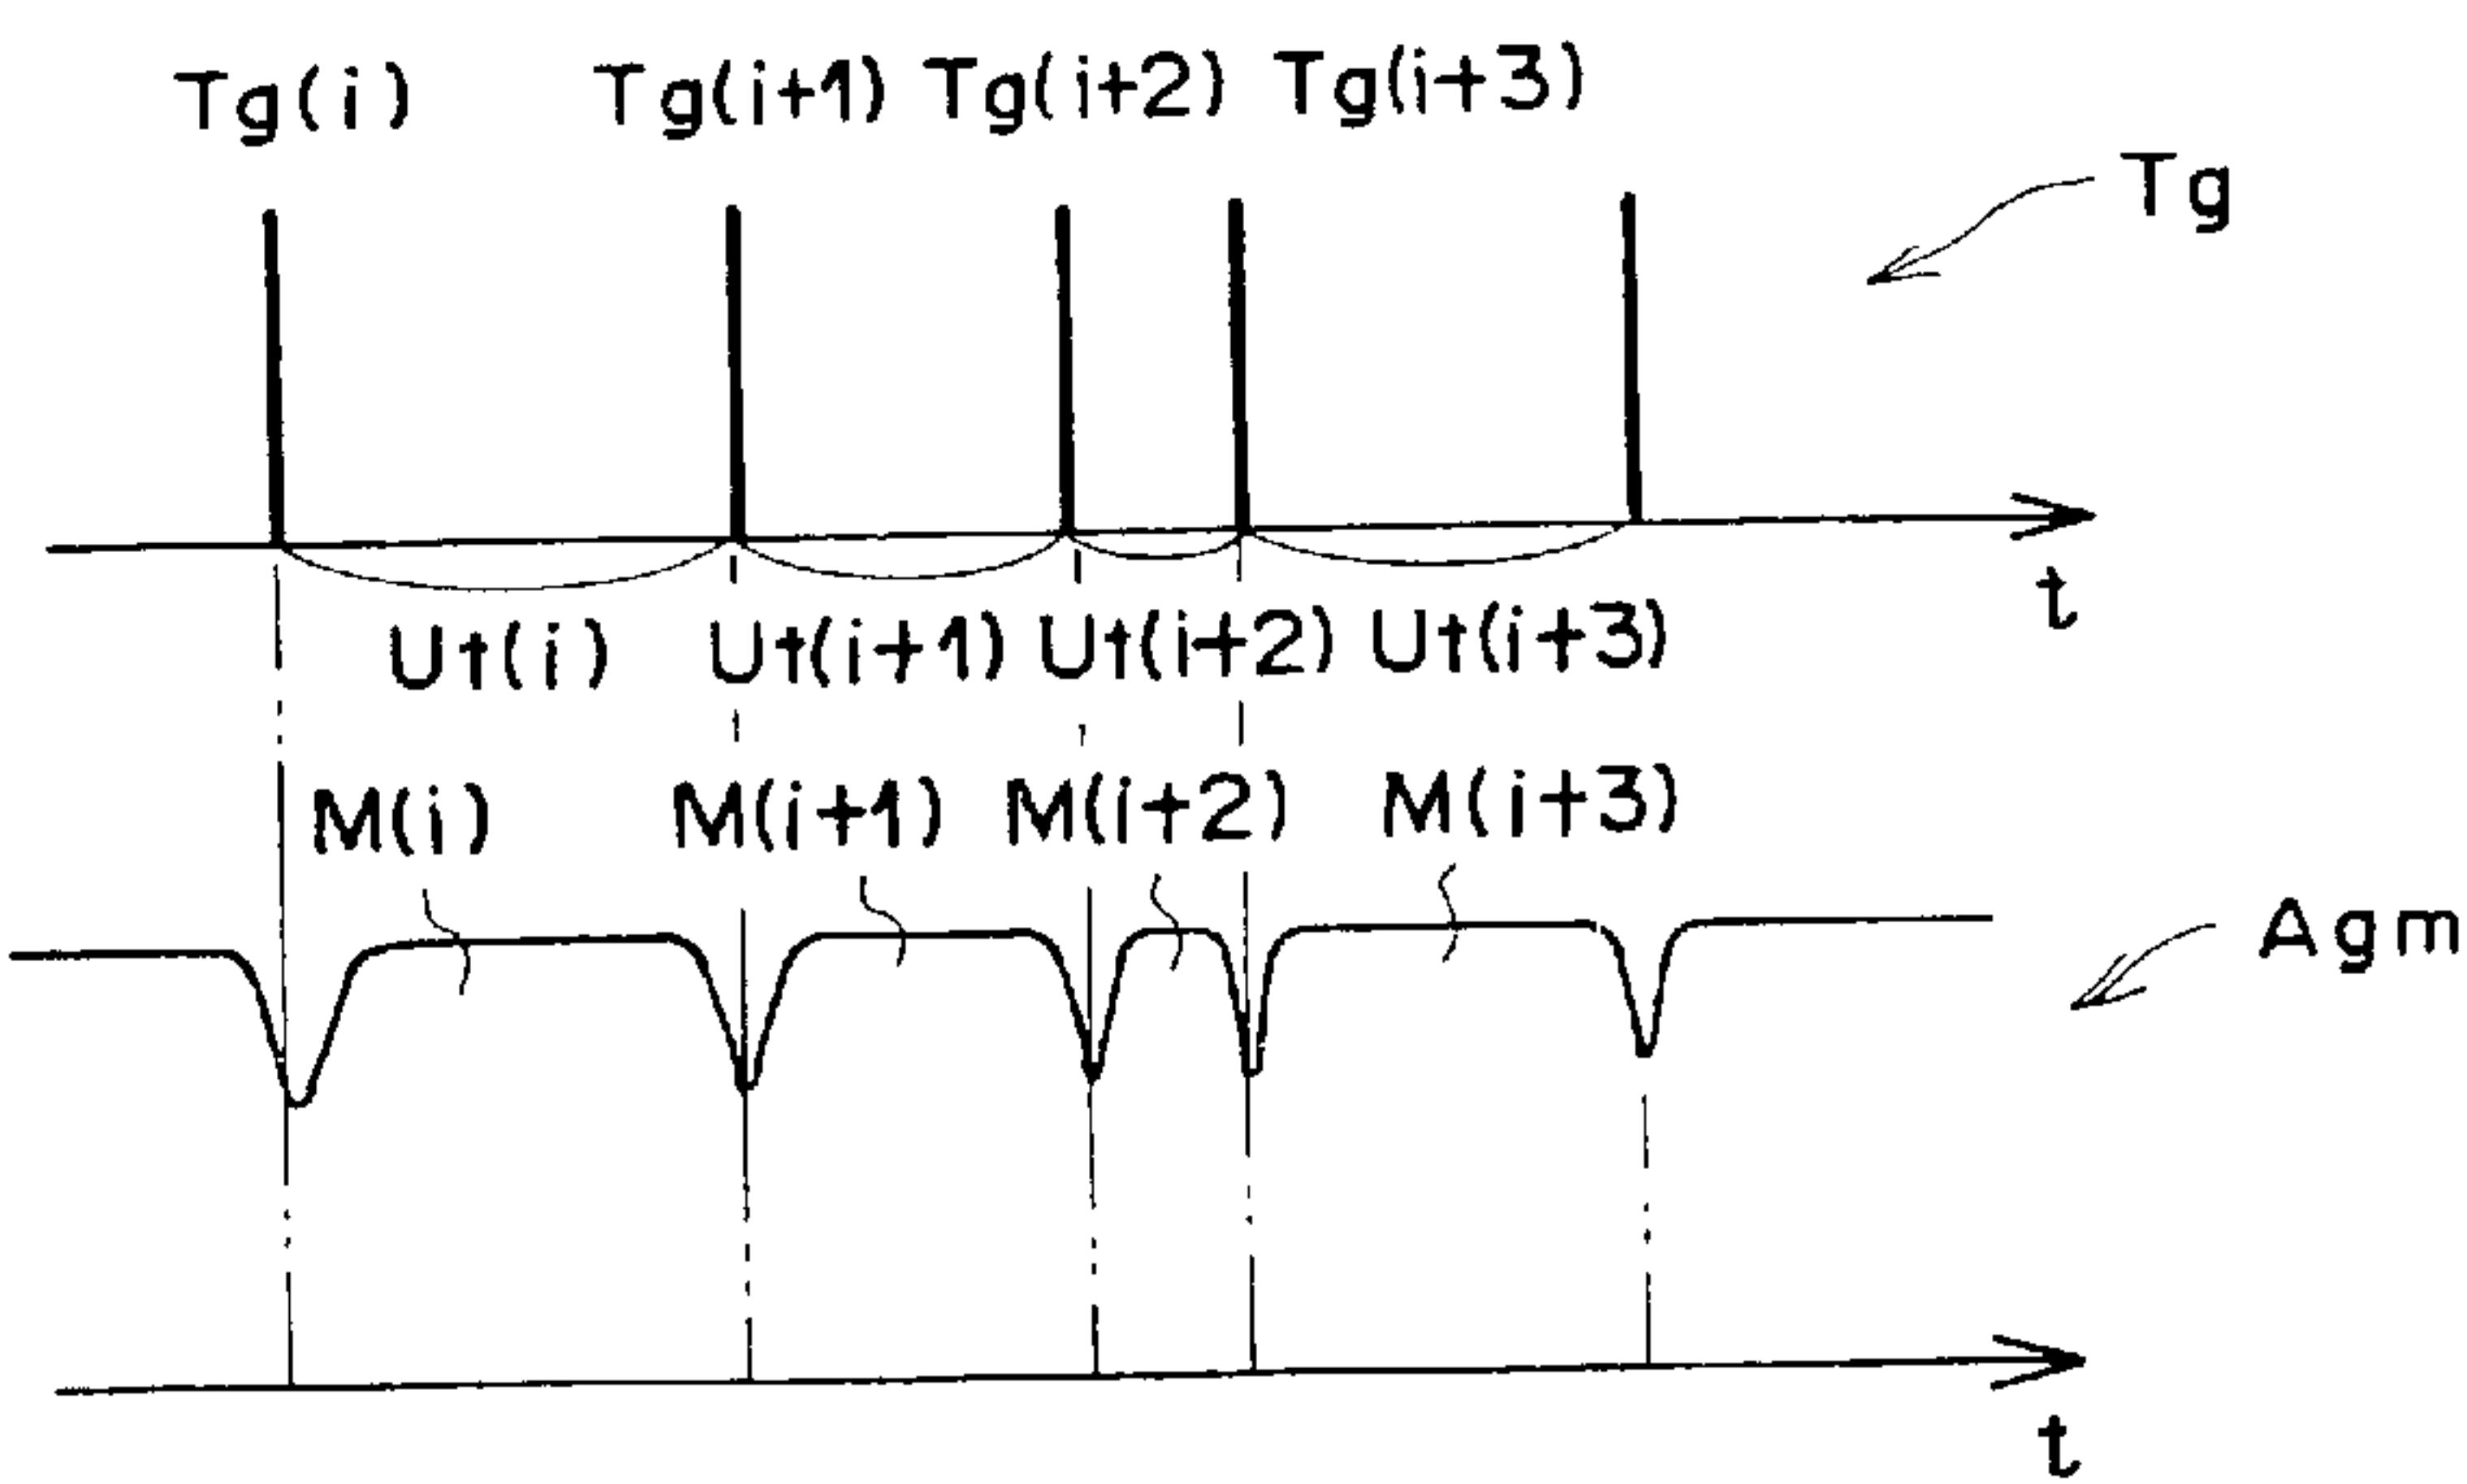 Tg(i) Tg(i+1) Tg(i+2) Tg(i+3)
Tg
t
Ut(i) Ut(i+1) Ut(i+2) Ut(i+3)
M(i) M(i+1) M(i+2) M(i+3)
Agm
t